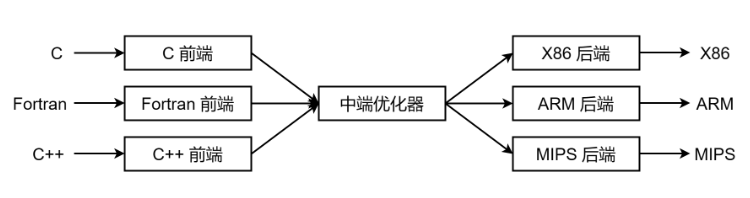 C
C 前端
X86 后端
X86
Fortran
Fortran 前端
中端优化器
ARM 后端
ARM
C++
C++ 前端
MIPS 后端
MIPS